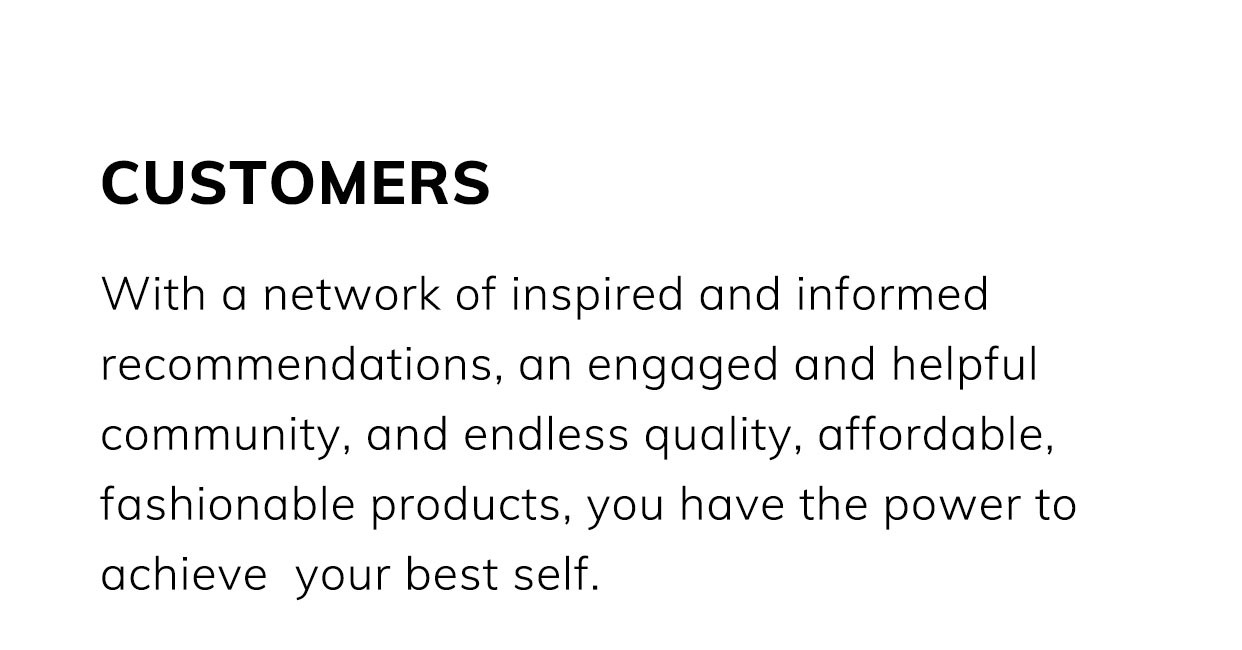 CUSTOMERS
With a network of inspired and informed
recommendations, an engaged and helpful
community, and endless quality, affordable,
fashionable products, you have the power to
achieve  your best self.